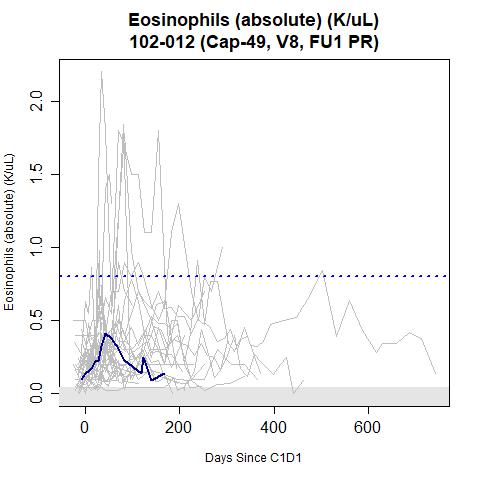 Eosinophils (absolute) (K/uL)
102-012 (Cap-49, V8, FU1 PR)
Eosinophils (absolute) (K/uL)
2.0
1.5
1.0
0.5
0.0
0
200
400
600
Days Since C1D1